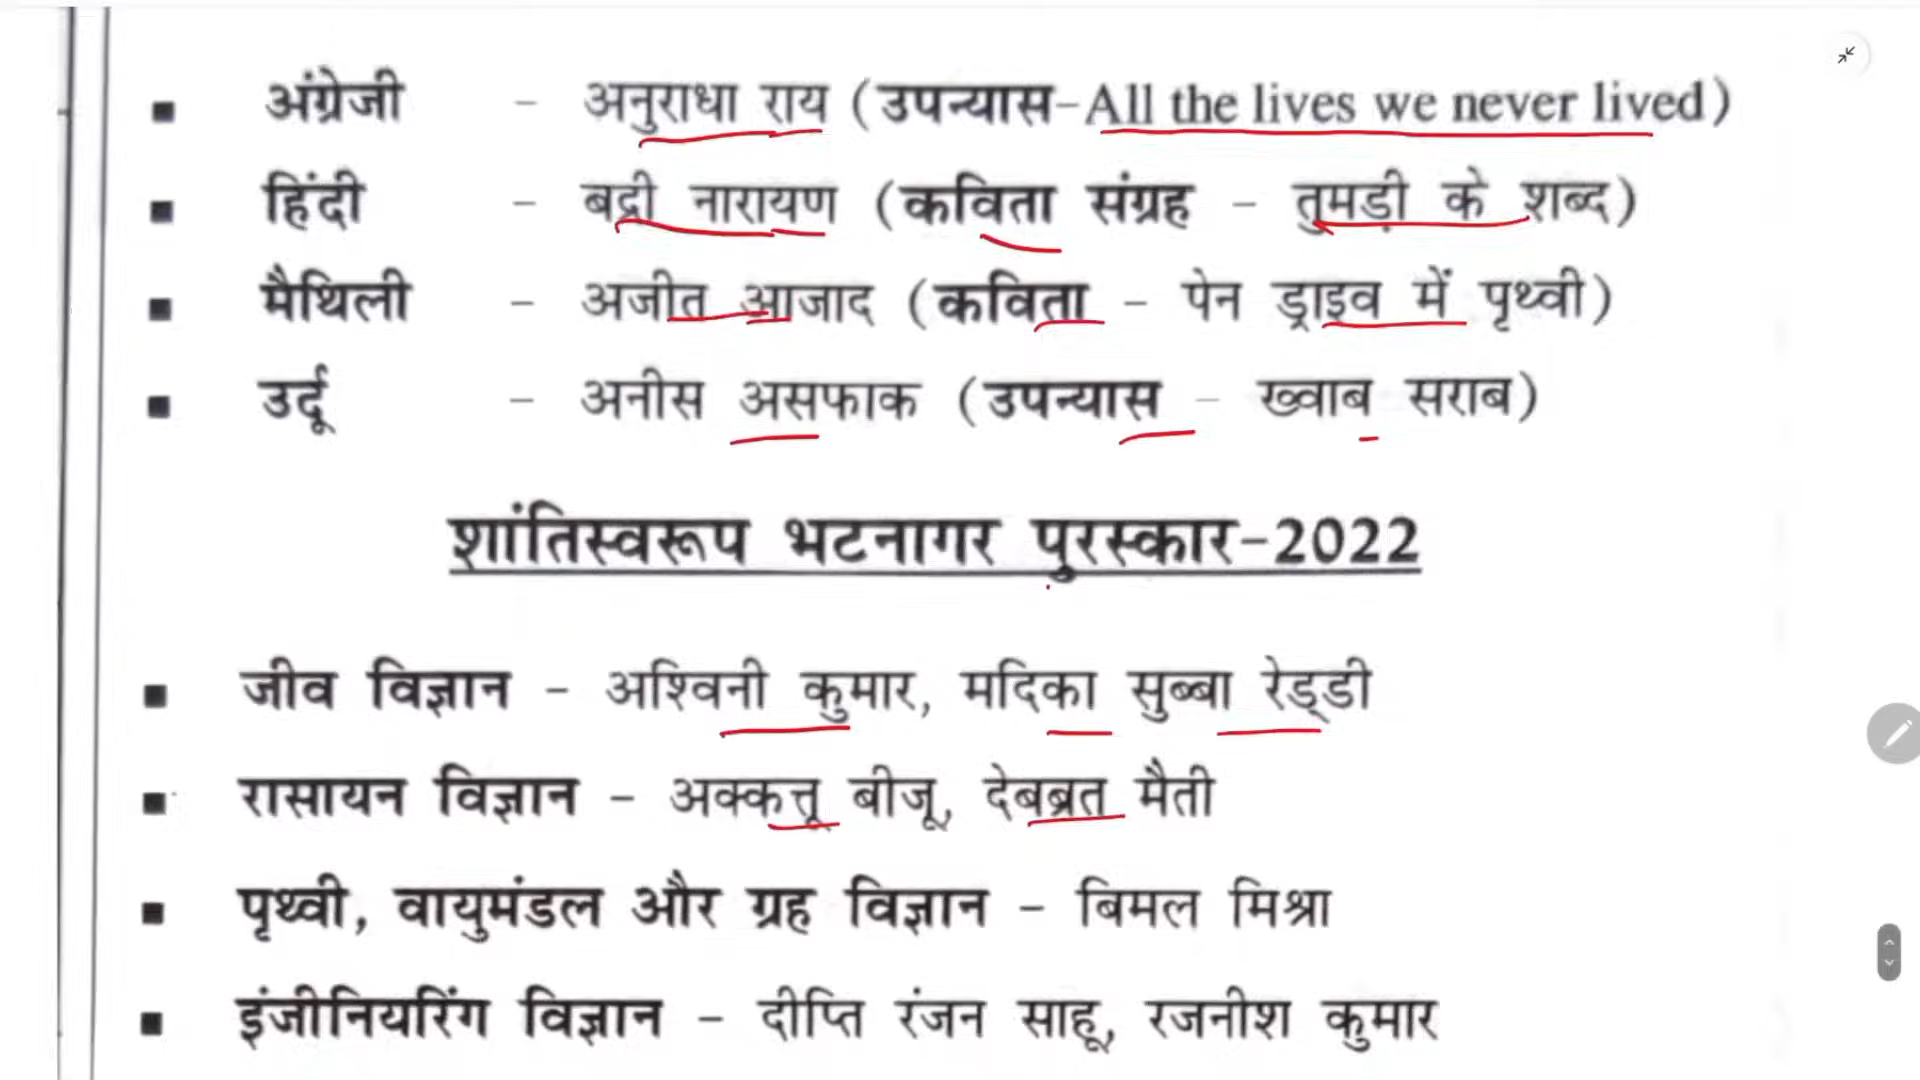 ▪ अंग्रेजी - अनुराधा राय (उपन्यास-All the lives we never lived)
▪ हिंदी - बद्री नारायण (कविता संग्रह - तुमड़ी के शब्द)
▪ मैथिली - अजीत आजाद (कविता - पेन ड्राइव में पृथ्वी)
▪ उर्दू - अनीस असफाक (उपन्यास - ख्वाब सराब)
शांतिस्वरूप भटनागर पुरस्कार-2022
▪ जीव विज्ञान - अश्विनी कुमार, मदिका सुब्बा रेड्डी
▪ रासायन विज्ञान - अक्कत्तू बीजू, देबब्रत मैती
▪ पृथ्वी, वायुमंडल और ग्रह विज्ञान - बिमल मिश्रा
▪ इंजीनियरिंग विज्ञान - दीप्ति रंजन साहू, रजनीश कुमार